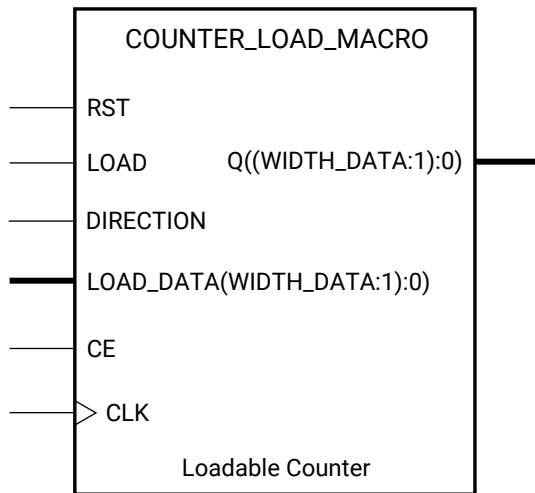 COUNTER_LOAD_MACRO
RST
LOAD
Q((WIDTH_DATA:1):0)
DIRECTION
LOAD_DATA(WIDTH_DATA:1):0)
CE
CLK
Loadable Counter